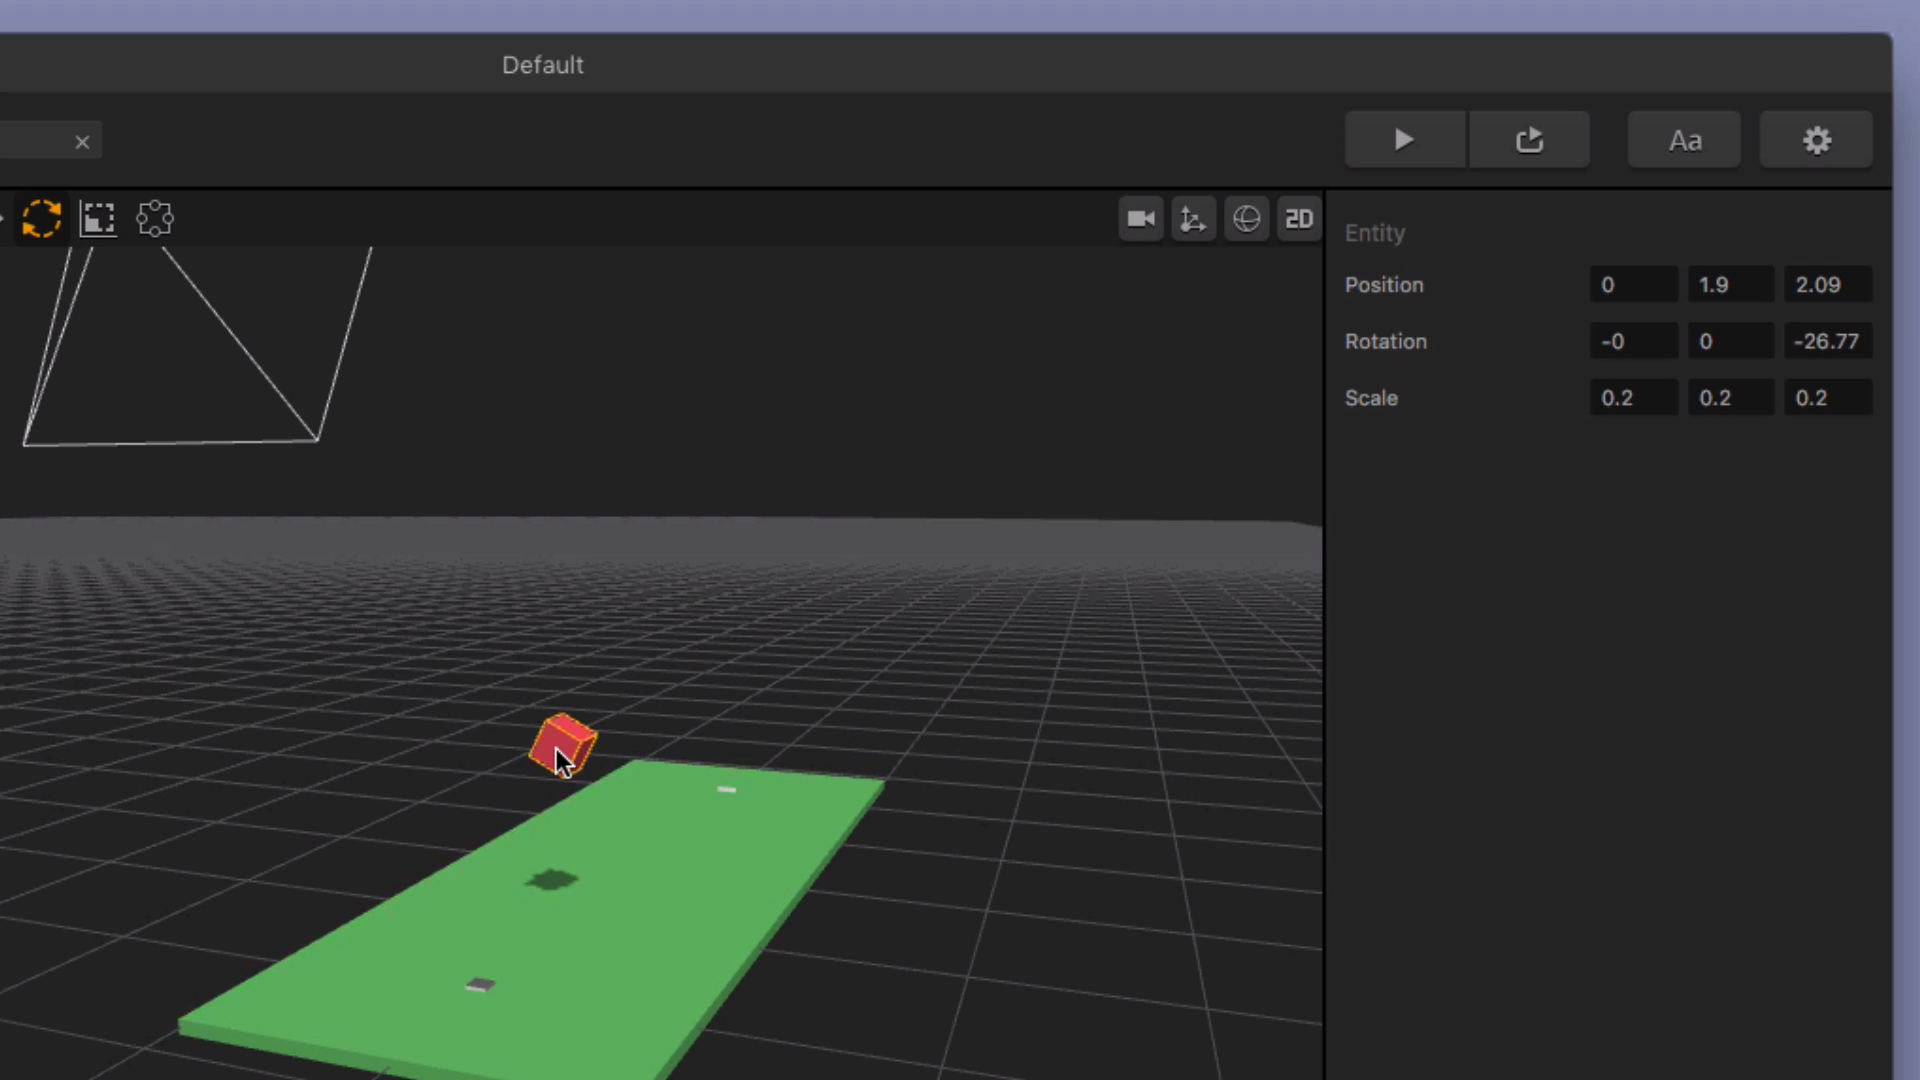 Default
Aa
2D
Entity
Position 0 1.9 2.09
Rotation -0 0 -26.77
Scale 0.2 0.2 0.2